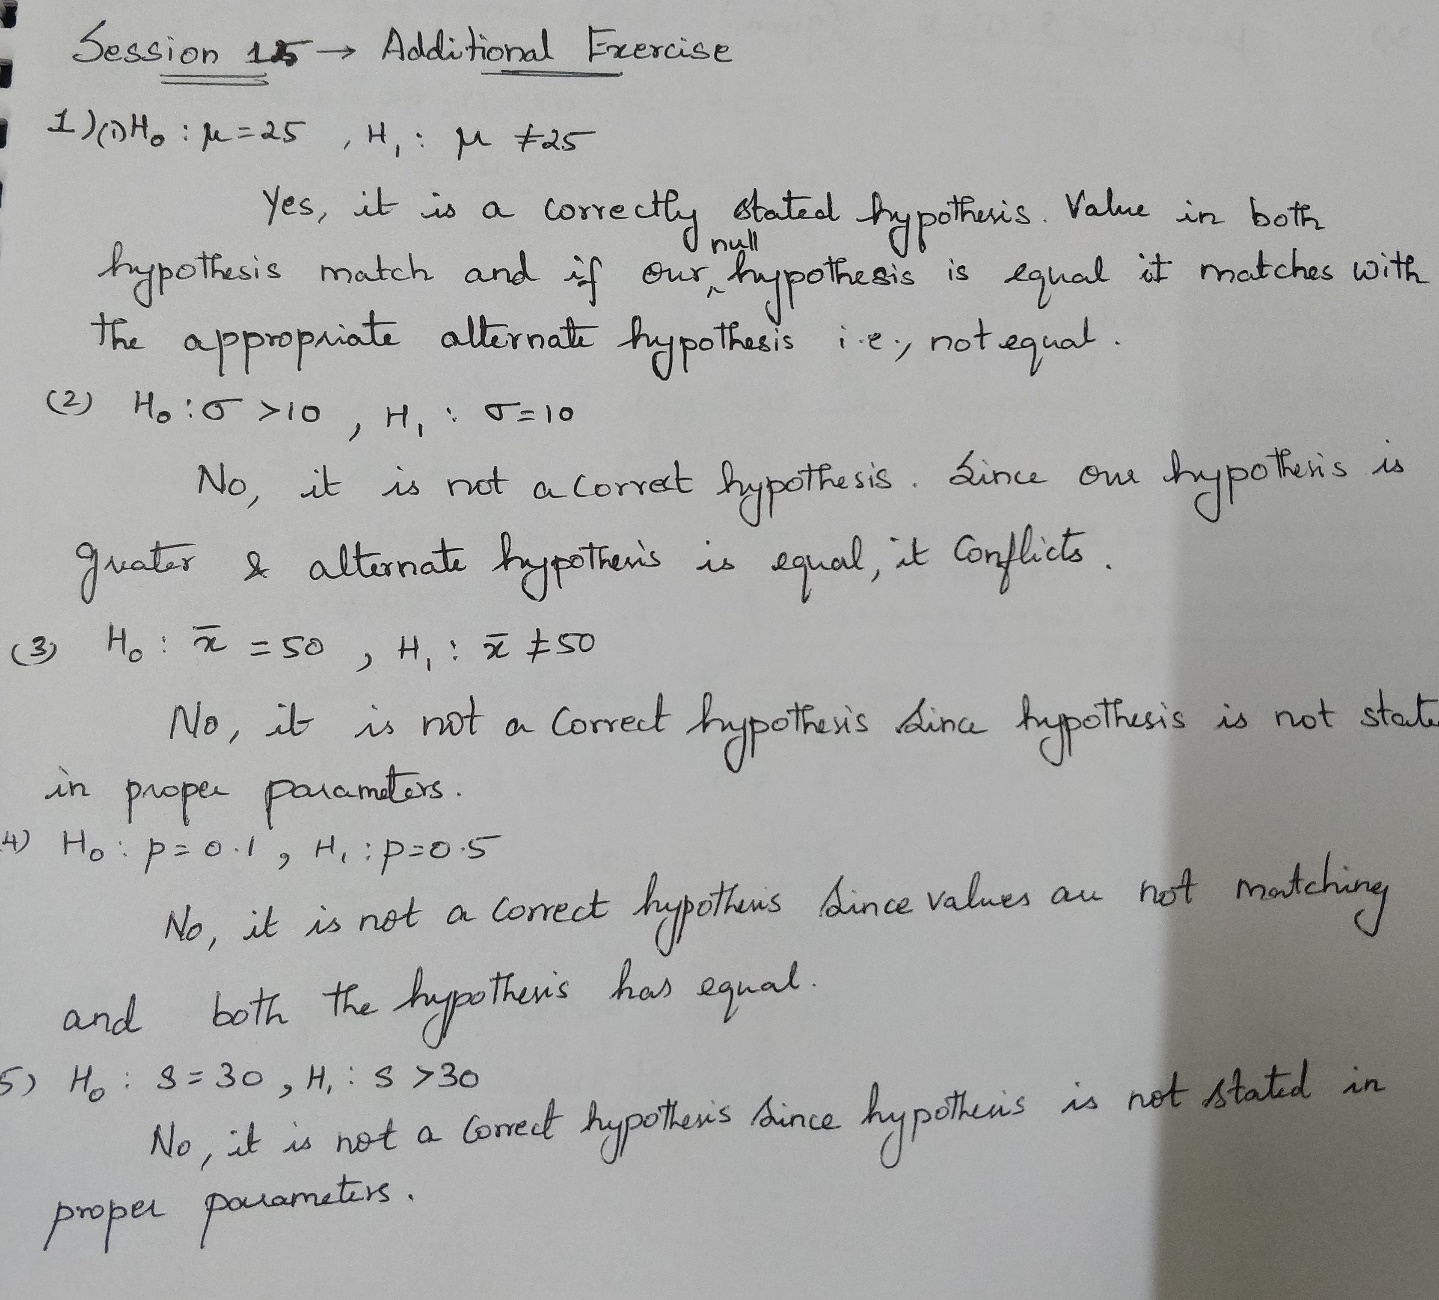 Session 15 → Additional Exercise
1) (1) H₀ : μ = 25 , H₁ : μ ≠ 25
Yes, it is a correctly stated hypothesis. Value in both
hypothesis match and if our null hypothesis is equal it matches with
the appropriate alternate hypothesis i.e., not equal.
(2) H₀ : σ > 10 , H₁ : σ = 10
No, it is not a correct hypothesis. Since our hypothesis is
greater & alternate hypothesis is equal, it conflicts.
(3) H₀ : x̄ = 50 , H₁ : x̄ ≠ 50
No, it is not a correct hypothesis since hypothesis is not state
in proper parameters.
4) H₀ : p = 0.1 , H₁ : p = 0.5
No, it is not a correct hypothesis since values are not matching
and both the hypothesis has equal.
5) H₀ : s = 30 , H₁ : s > 30
No, it is not a correct hypothesis since hypothesis is not stated in
proper parameters.